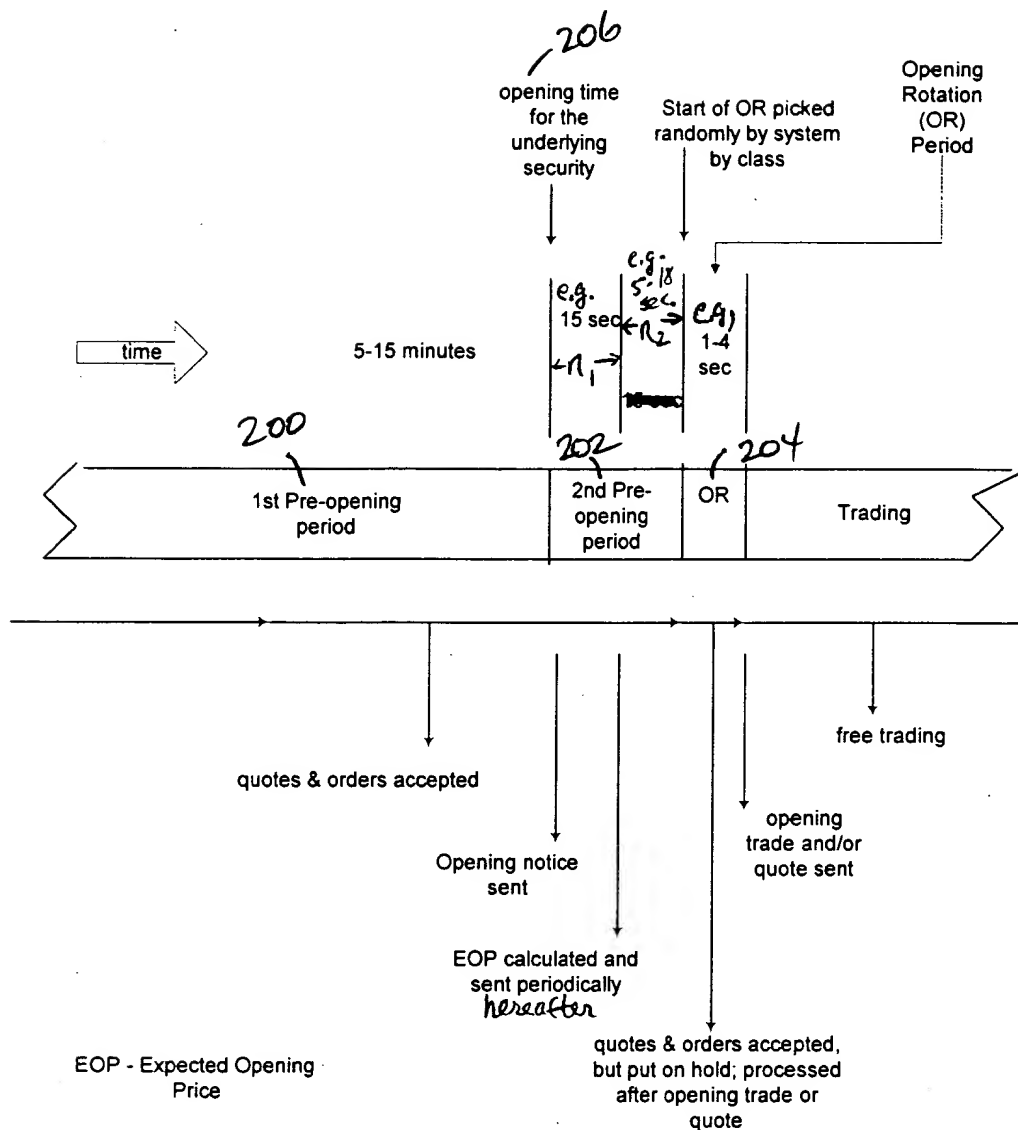 206
opening time
for the
underlying
security
Start of OR picked
randomly by system
by class
Opening
Rotation
(OR)
Period
time
5-15 minutes
e.g.
15 sec
R1
e.g.
5-18
sec.
R2
e.g.,
1-4
sec
200
202
204
1st Pre-opening
period
2nd Pre-
opening
period
OR
Trading
quotes & orders accepted
Opening notice
sent
EOP calculated and
sent periodically
hereafter
quotes & orders accepted,
but put on hold; processed
after opening trade or
quote
opening
trade and/or
quote sent
free trading
EOP - Expected Opening
Price